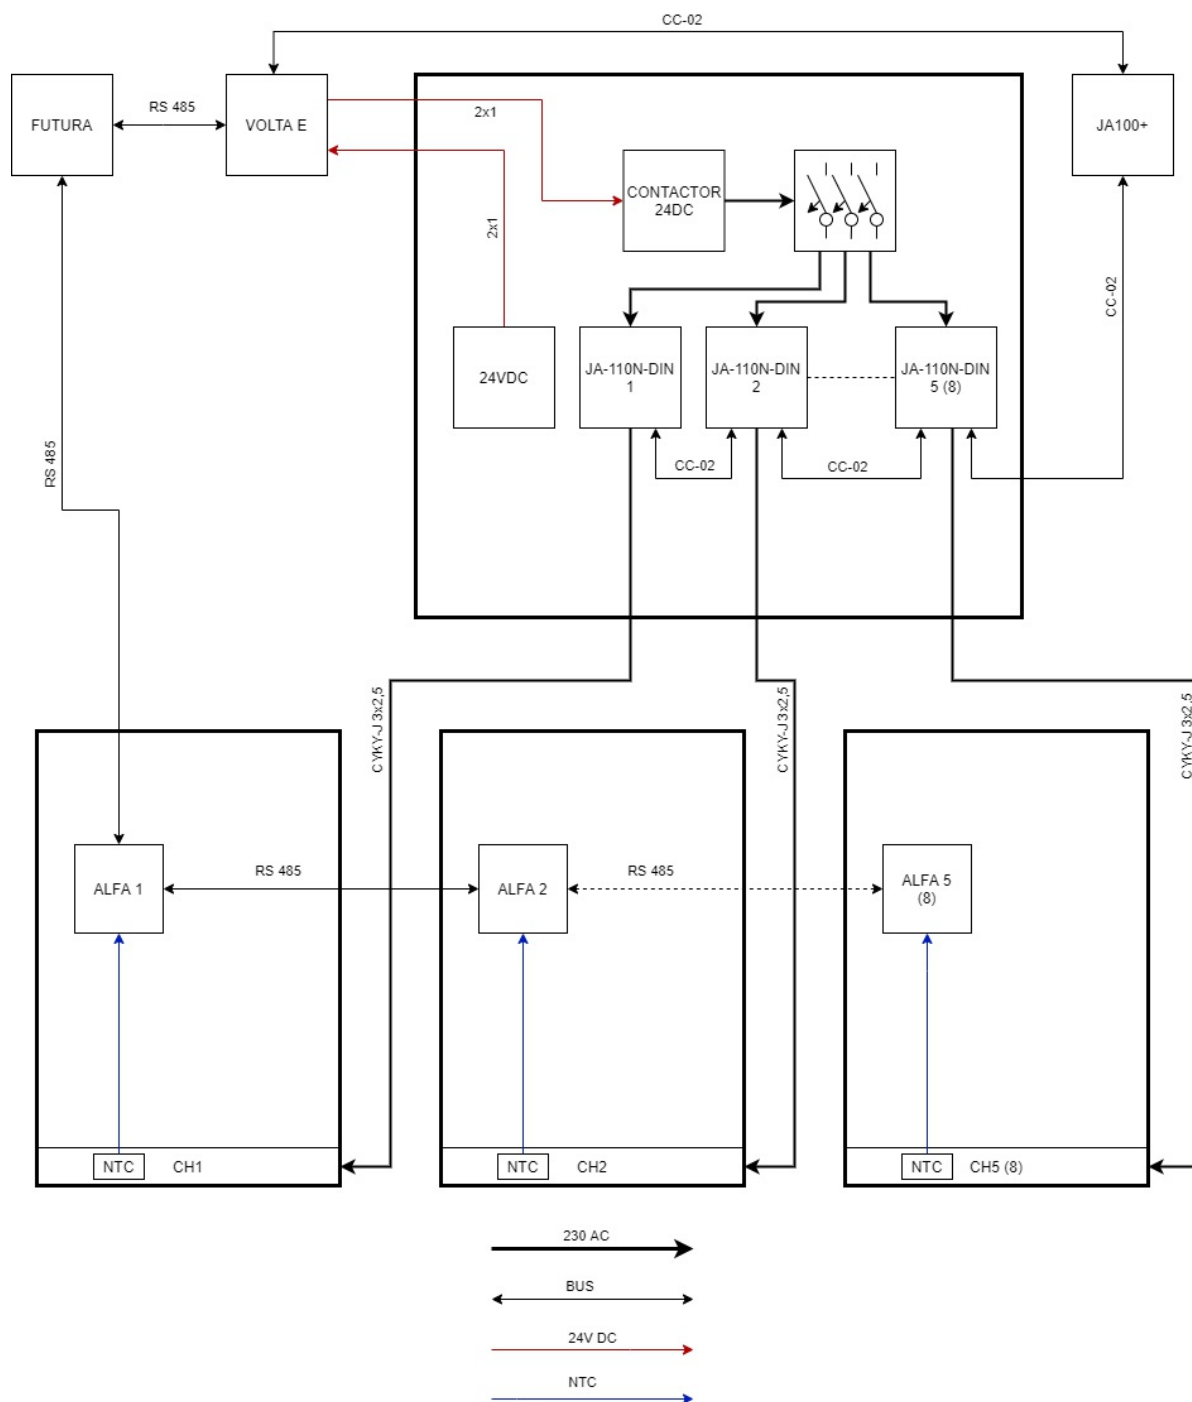 CC-02
FUTURA
RS 485
VOLTA E
2x1
JA100+
CONTACTOR
24DC
2x1
CC-02
24VDC
JA-110N-DIN
1
JA-110N-DIN
2
JA-110N-DIN
5 (8)
RS 485
CC-02
CC-02
CYKY-J 3x2,5
CYKY-J 3x2,5
CYKY-J 3x2,5
ALFA 1
RS 485
ALFA 2
RS 485
ALFA 5
(8)
NTC
CH1
NTC
CH2
NTC
CH5 (8)
230 AC
BUS
24V DC
NTC